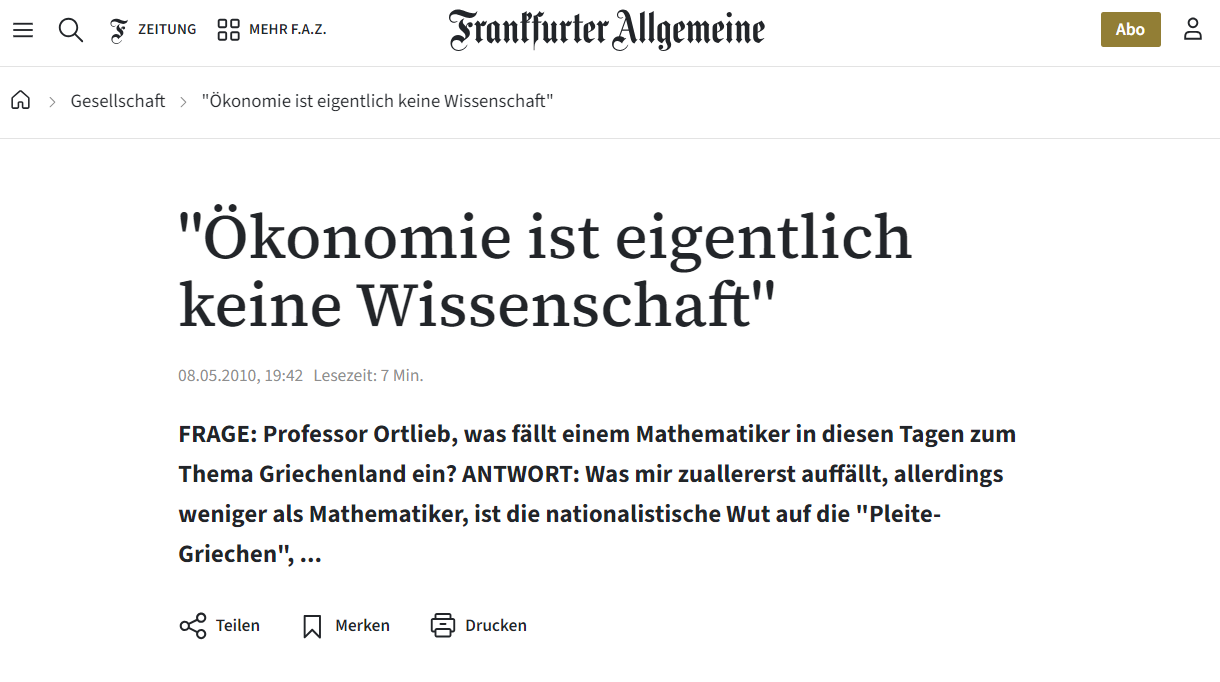 ZEITUNG
MEHR F.A.Z.
Frankfurter Allgemeine
Abo
Gesellschaft
"Ökonomie ist eigentlich keine Wissenschaft"
"Ökonomie ist eigentlich
keine Wissenschaft"
08.05.2010, 19:42 Lesezeit: 7 Min.
FRAGE: Professor Ortlieb, was fällt einem Mathematiker in diesen Tagen zum
Thema Griechenland ein? ANTWORT: Was mir zuallererst auffällt, allerdings
weniger als Mathematiker, ist die nationalistische Wut auf die "Pleite-
Griechen", ...
Teilen
Merken
Drucken